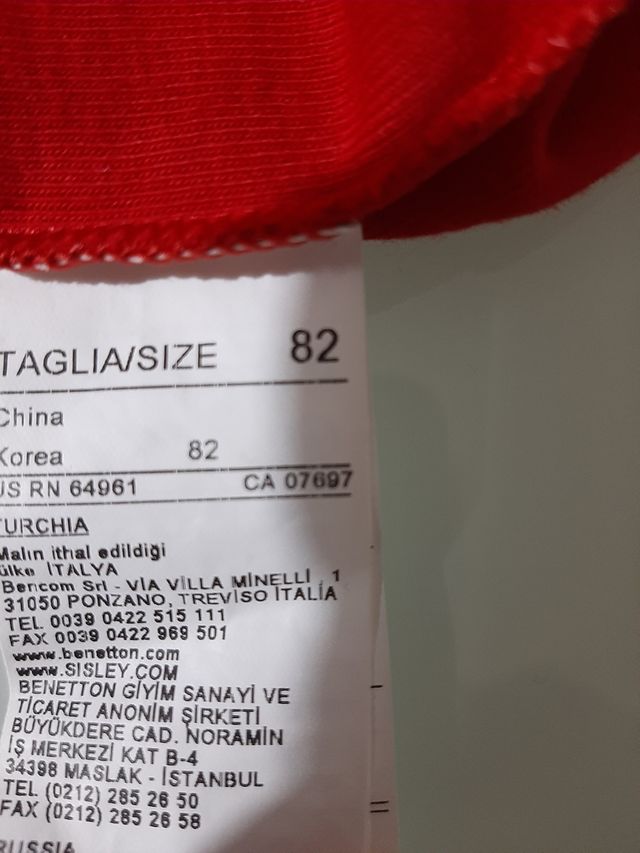 TAGLIA/SIZE 82
China
Korea 82
US RN 64961 CA 07697
TURCHIA
Malın ithal edildiği
ülke İTALYA
Bencom Srl - VIA VILLA MINELLI , 1
31050 PONZANO, TREVISO İTALİA
TEL 0039 0422 515 111
FAX 0039 0422 969 501
www.benetton.com
www.SISLEY.COM
BENETTON GİYİM SANAYİ VE
TİCARET ANONİM ŞİRKETİ
BÜYÜKDERE CAD. NORAMİN
İŞ MERKEZİ KAT B-4
34398 MASLAK - İSTANBUL
TEL (0212) 285 26 50
FAX (0212) 285 26 58
RUSSIA